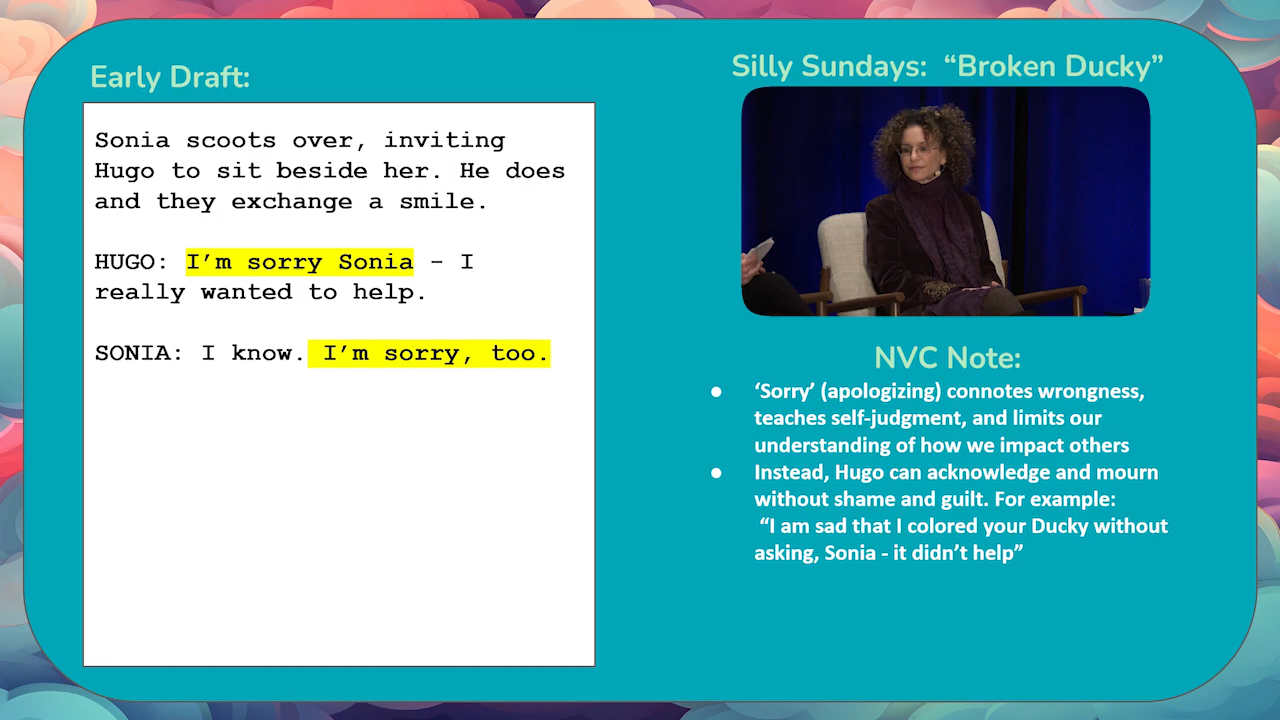 Early Draft:
Sonia scoots over, inviting
Hugo to sit beside her. He does
and they exchange a smile.
HUGO: I’m sorry Sonia – I
really wanted to help.
SONIA: I know. I’m sorry, too.
Silly Sundays: “Broken Ducky”
NVC Note:
● ‘Sorry’ (apologizing) connotes wrongness,
teaches self-judgment, and limits our
understanding of how we impact others
● Instead, Hugo can acknowledge and mourn
without shame and guilt. For example:
“I am sad that I colored your Ducky without
asking, Sonia - it didn’t help”